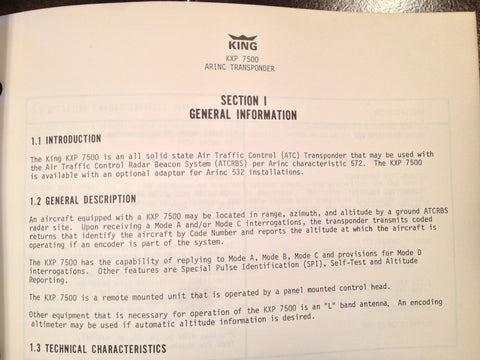 KING
KXP 7500
ARINC TRANSPONDER
SECTION I
GENERAL INFORMATION
1.1 INTRODUCTION
The King KXP 7500 is an all solid state Air Traffic Control (ATC) Transponder that may be used with
the Air Traffic Control Radar Beacon System (ATCRBS) per Arinc characteristic 572. The KXP 7500
is available with an optional adaptor for Arinc 532 installations.
1.2 GENERAL DESCRIPTION
An aircraft equipped with a KXP 7500 may be located in range, azimuth, and altitude by a ground ATCRBS
radar site. Upon receiving a Mode A and/or Mode C interrogations, the transponder transmits coded
returns that identify the aircraft by Code Number and reports the altitude at which the aircraft is
operating if an encoder is part of the system.
The KXP 7500 has the capability of replying to Mode A, Mode B, Mode C and provisions for Mode D
interrogations. Other features are Special Pulse Identification (SPI), Self-Test and Altitude
Reporting.
The KXP 7500 is a remote mounted unit that is operated by a panel mounted control head.
Other equipment that is necessary for operation of the KXP 7500 is an "L" band antenna. An encoding
altimeter may be used if automatic altitude information is desired.
1.3 TECHNICAL CHARACTERISTICS